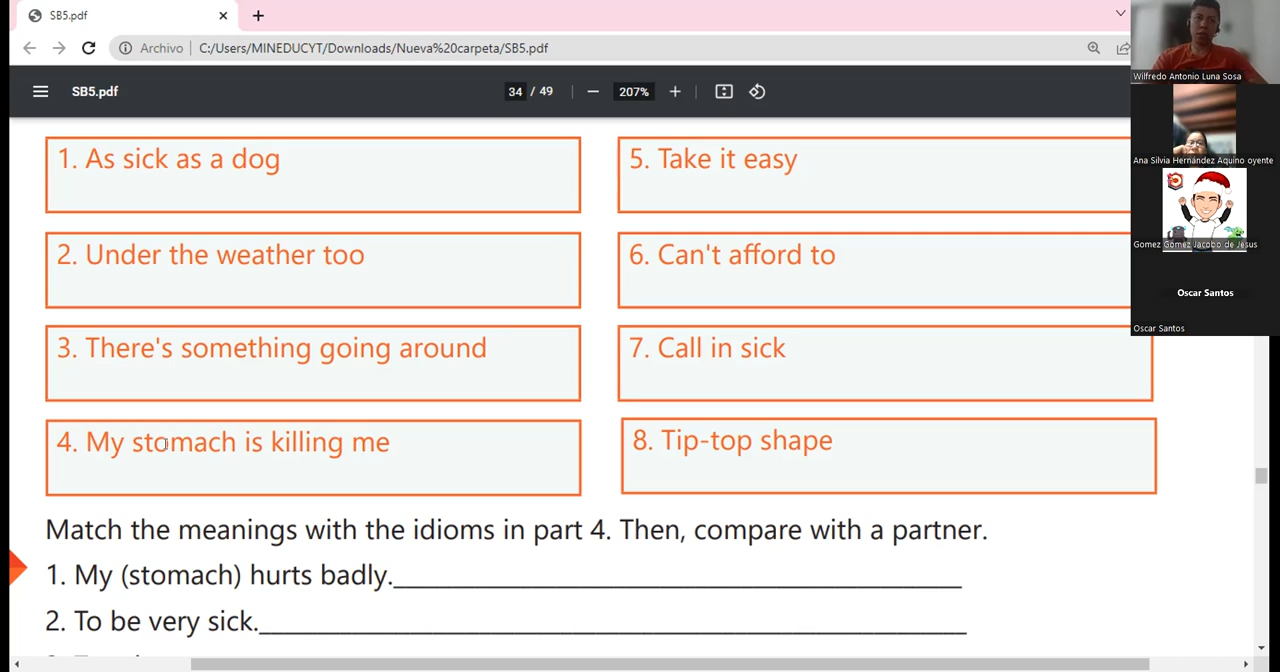 SB5.pdf
Archivo C:/Users/MINEDUCYT/Downloads/Nueva%20carpeta/SB5.pdf
SB5.pdf 34 / 49 207%
1. As sick as a dog
5. Take it easy
2. Under the weather too
6. Can't afford to
3. There's something going around
7. Call in sick
4. My stomach is killing me
8. Tip-top shape
Match the meanings with the idioms in part 4. Then, compare with a partner.
1. My (stomach) hurts badly.
2. To be very sick.
Wilfredo Antonio Luna Sosa
Ana Silvia Hernández Aquino oyente
Gomez Gomez Jacobo de Jesus
Oscar Santos
Oscar Santos